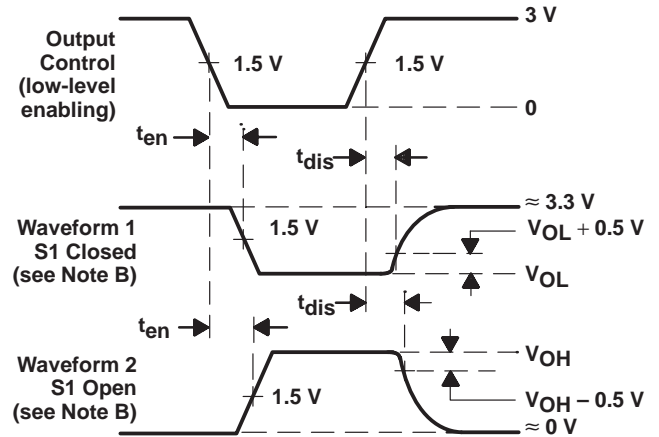 Output
Control
(low-level
enabling)
3 V
1.5 V
1.5 V
0
ten
tdis
Waveform 1
S1 Closed
(see Note B)
1.5 V
≈ 3.3 V
VOL + 0.5 V
VOL
ten
tdis
Waveform 2
S1 Open
(see Note B)
1.5 V
VOH
VOH – 0.5 V
≈ 0 V